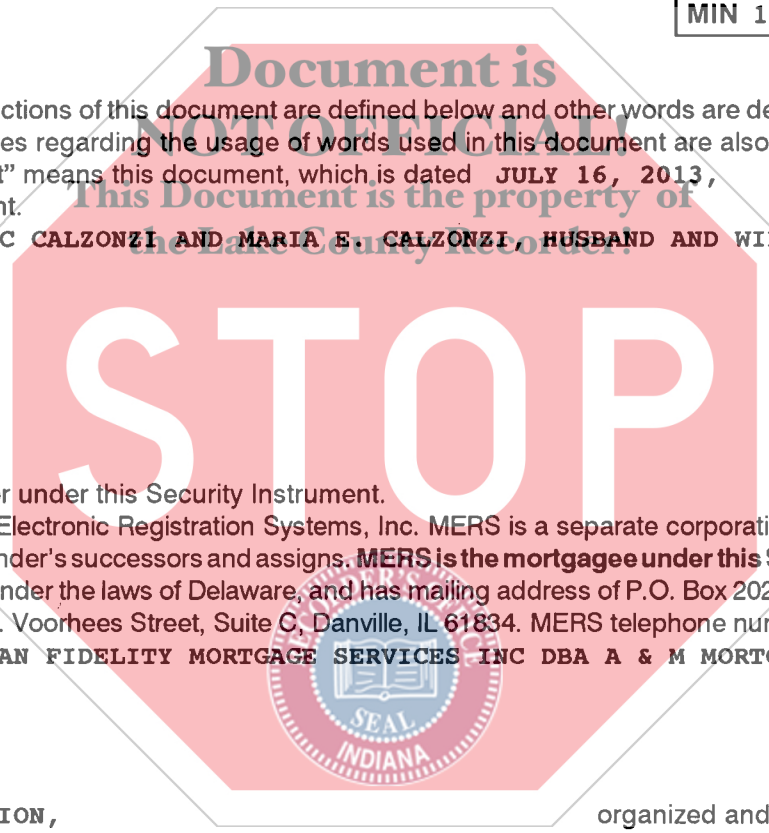 MIN 1
Document is
ctions of this document are defined below and other words are de
NOT OFFICIAL!
es regarding the usage of words used in this document are also
t” means this document, which is dated JULY 16, 2013,
This Document is the property of
nt.
C CALZONZI AND MARIA E. CALZONZI, HUSBAND AND WI
the Lake County Recorder!
STOP
r under this Security Instrument.
Electronic Registration Systems, Inc. MERS is a separate corporati
nder's successors and assigns. MERS is the mortgagee under this S
nder the laws of Delaware, and has mailing address of P.O. Box 202
. Voorhees Street, Suite C, Danville, IL 61834. MERS telephone nu
AN FIDELITY MORTGAGE SERVICES INC DBA A & M MORTG
RECORDER'S OFFICE
SEAL
INDIANA
ION, organized and